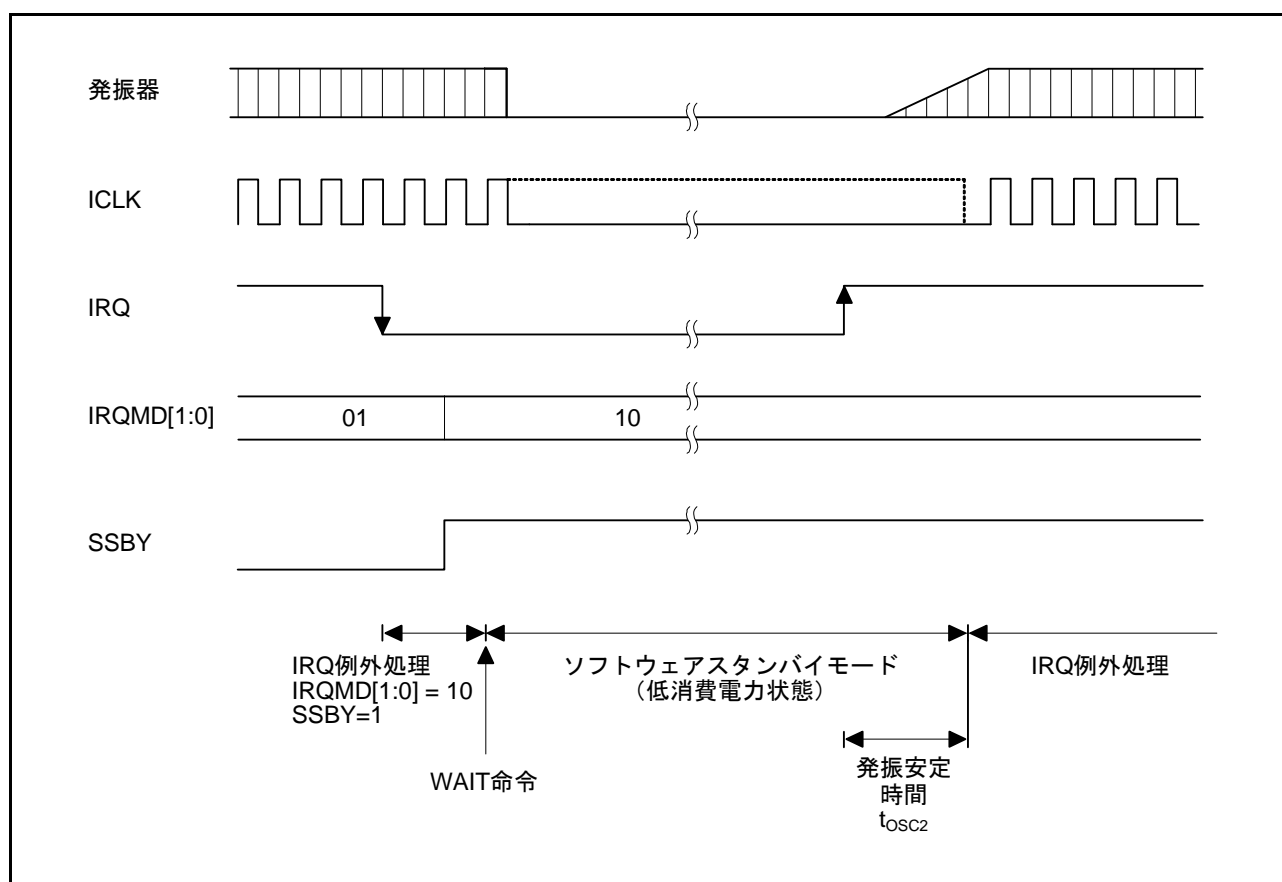 発振器
ICLK
IRQ
IRQMD[1:0]
01
10
SSBY
IRQ例外処理
IRQMD[1:0] = 10
SSBY=1
WAIT命令
ソフトウェアスタンバイモード
（低消費電力状態）
発振安定
時間
tOSC2
IRQ例外処理